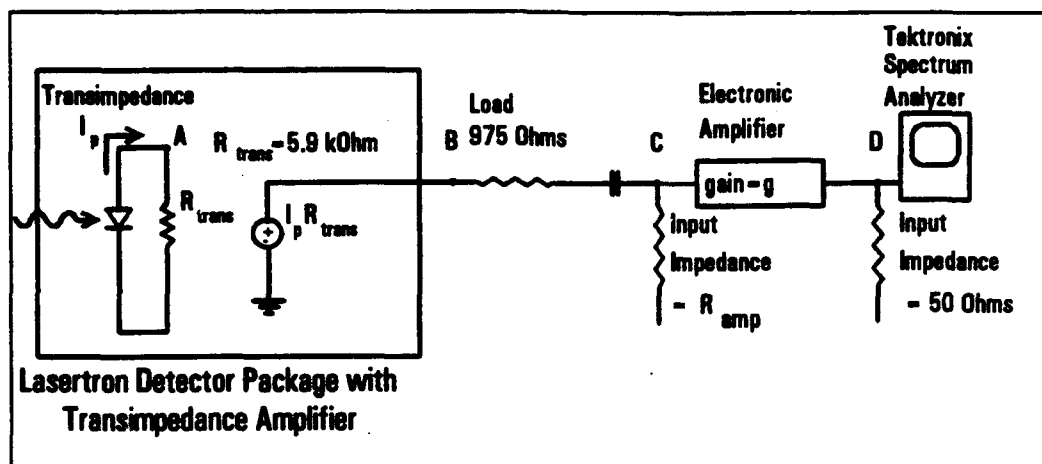 Tektronix
Spectrum
Analyzer
Transimpedance
I p
A
R trans = 5.9 kOhm
R trans
I p R trans
B
Load
975 Ohms
C
Electronic
Amplifier
gain = g
D
Input
Impedance
= R amp
Input
Impedance
= 50 Ohms
Lasertron Detector Package with
Transimpedance Amplifier